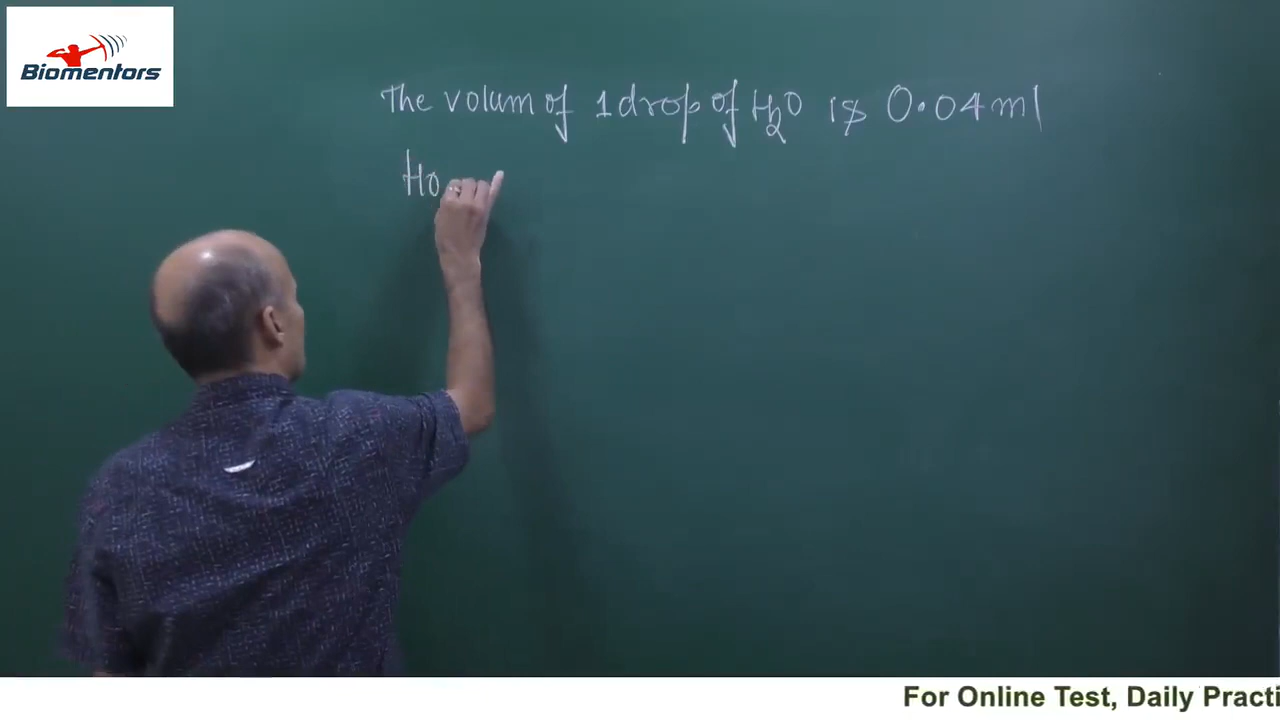 Biomentors
The volum of 1 drop of H2O is 0.04 ml
Ho
For Online Test, Daily Practi